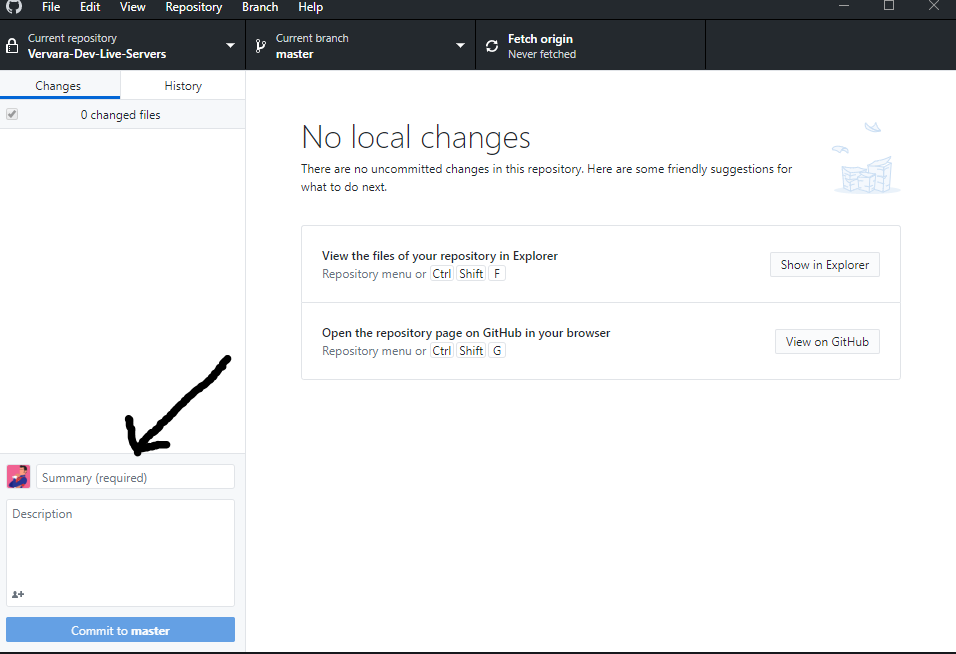 File Edit View Repository Branch Help
Current repository
Vervara-Dev-Live-Servers
Current branch
master
Fetch origin
Never fetched
Changes
History
0 changed files
No local changes
There are no uncommitted changes in this repository. Here are some friendly suggestions for
what to do next.
View the files of your repository in Explorer
Repository menu or Ctrl Shift F
Show in Explorer
Open the repository page on GitHub in your browser
Repository menu or Ctrl Shift G
View on GitHub
Summary (required)
Description
Commit to master